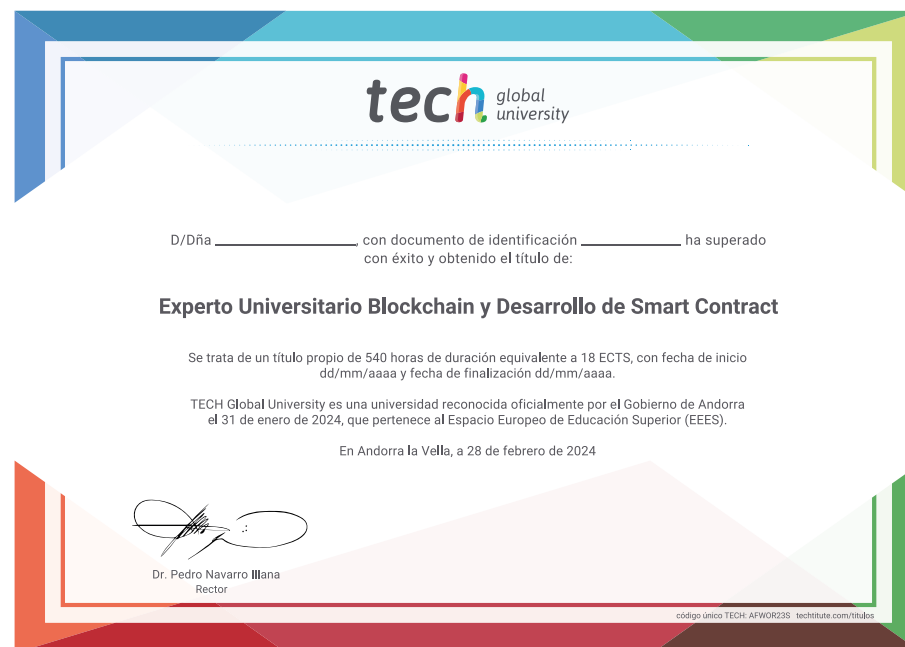 tech global university
D/Dña ____________________, con documento de identificación ______________ ha superado
con éxito y obtenido el título de:
Experto Universitario Blockchain y Desarrollo de Smart Contract
Se trata de un título propio de 540 horas de duración equivalente a 18 ECTS, con fecha de inicio
dd/mm/aaaa y fecha de finalización dd/mm/aaaa.
TECH Global University es una universidad reconocida oficialmente por el Gobierno de Andorra
el 31 de enero de 2024, que pertenece al Espacio Europeo de Educación Superior (EEES).
En Andorra la Vella, a 28 de febrero de 2024
Dr. Pedro Navarro Illana
Rector
código único TECH: AFWOR23S techtitute.com/titulos